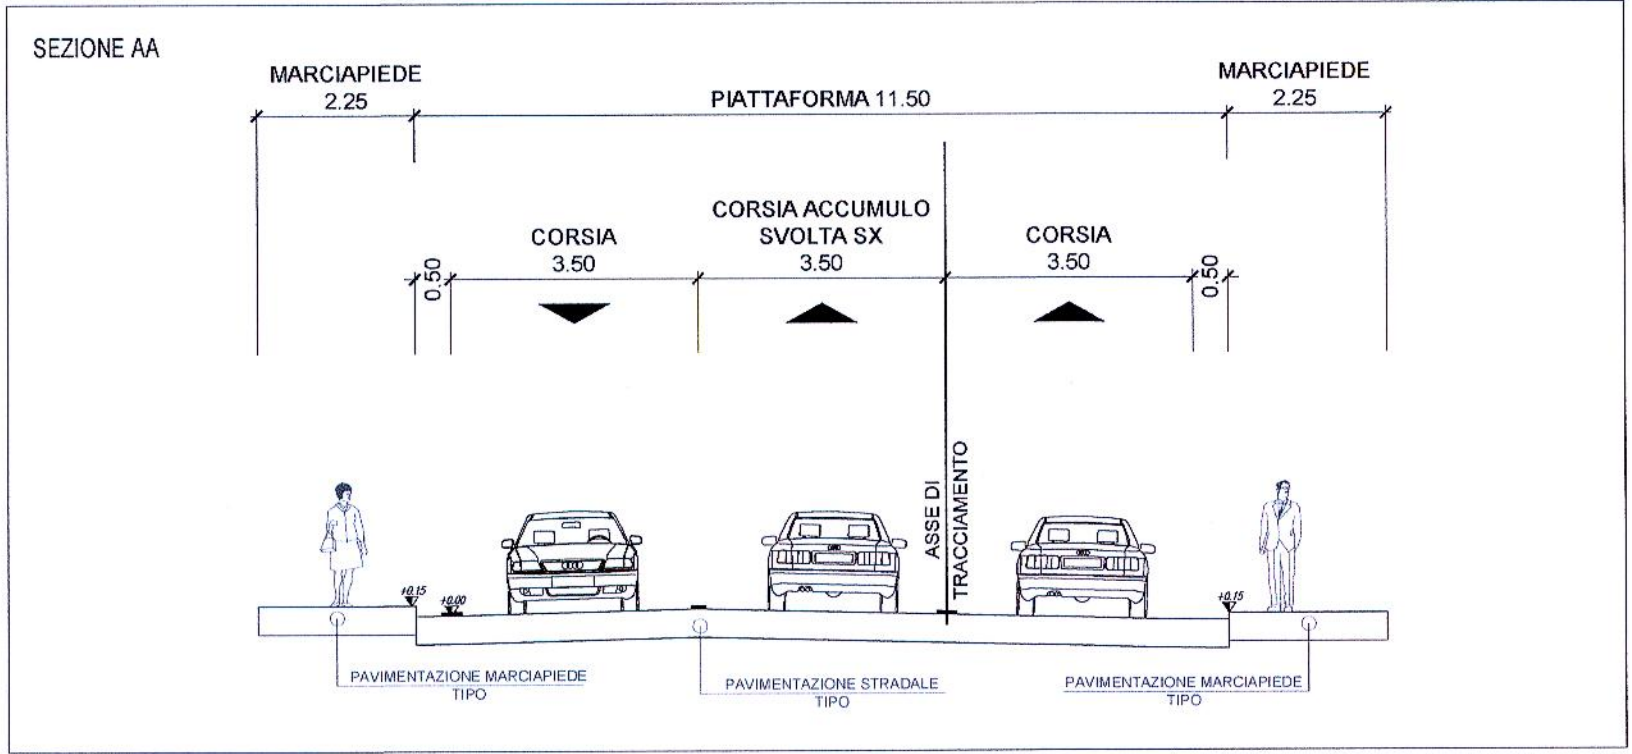 SEZIONE AA
MARCIAPIEDE
2.25
PIATTAFORMA 11.50
MARCIAPIEDE
2.25
0.50
CORSIA
3.50
CORSIA ACCUMULO
SVOLTA SX
3.50
CORSIA
3.50
0.50
ASSE DI
TRACCIAMENTO
+0.15
+0.00
+0.15
PAVIMENTAZIONE MARCIAPIEDE
TIPO
PAVIMENTAZIONE STRADALE
TIPO
PAVIMENTAZIONE MARCIAPIEDE
TIPO